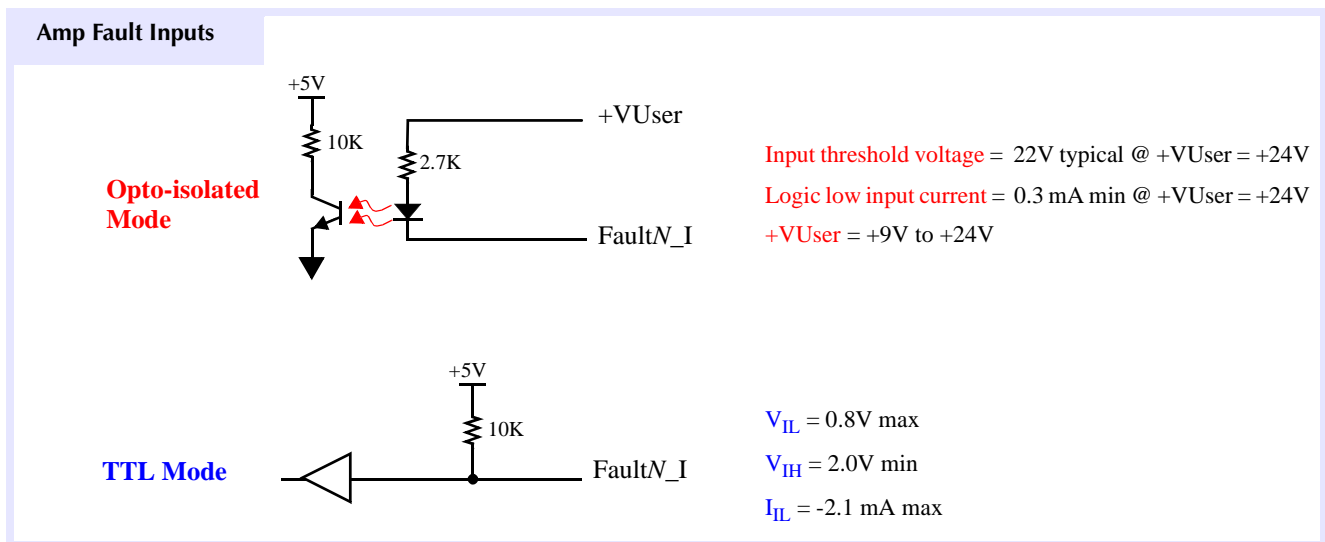 Amp Fault Inputs
+5V
10K
2.7K
+VUser
FaultN_I
Opto-isolated
Mode
Input threshold voltage = 22V typical @ +VUser = +24V
Logic low input current = 0.3 mA min @ +VUser = +24V
+VUser = +9V to +24V
+5V
10K
FaultN_I
TTL Mode
VIL = 0.8V max
VIH = 2.0V min
IIL = -2.1 mA max